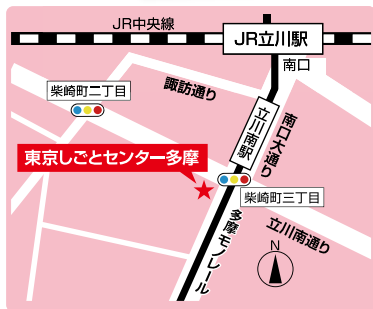 JR中央線
JR立川駅
南口
諏訪通り
柴崎町二丁目
立川南駅
南口大通り
東京しごとセンター多摩
柴崎町三丁目
多摩モノレール
立川南通り
N